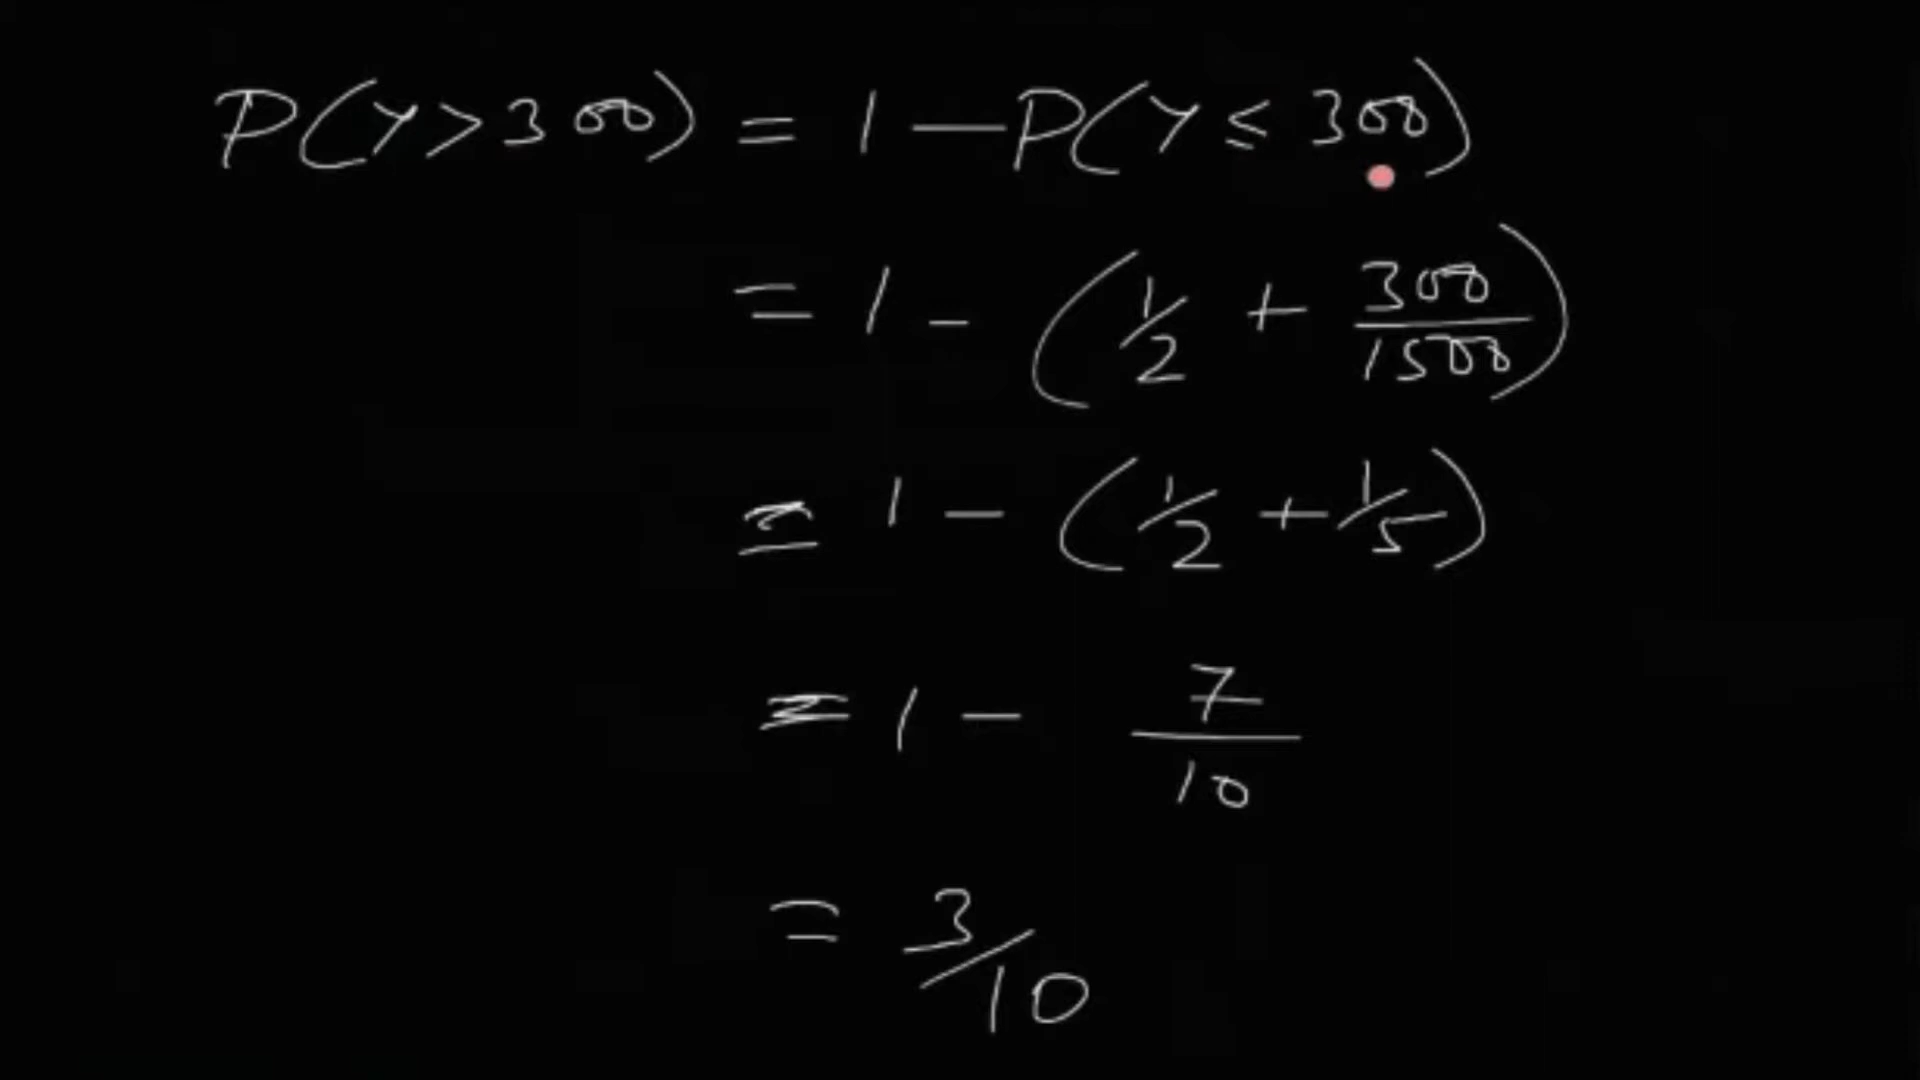 P(Y>300) = 1 - P(Y ≤ 300)
= 1 - (1/2 + 300/1500)
= 1 - (1/2 + 1/5)
= 1 - 7/10
= 3/10